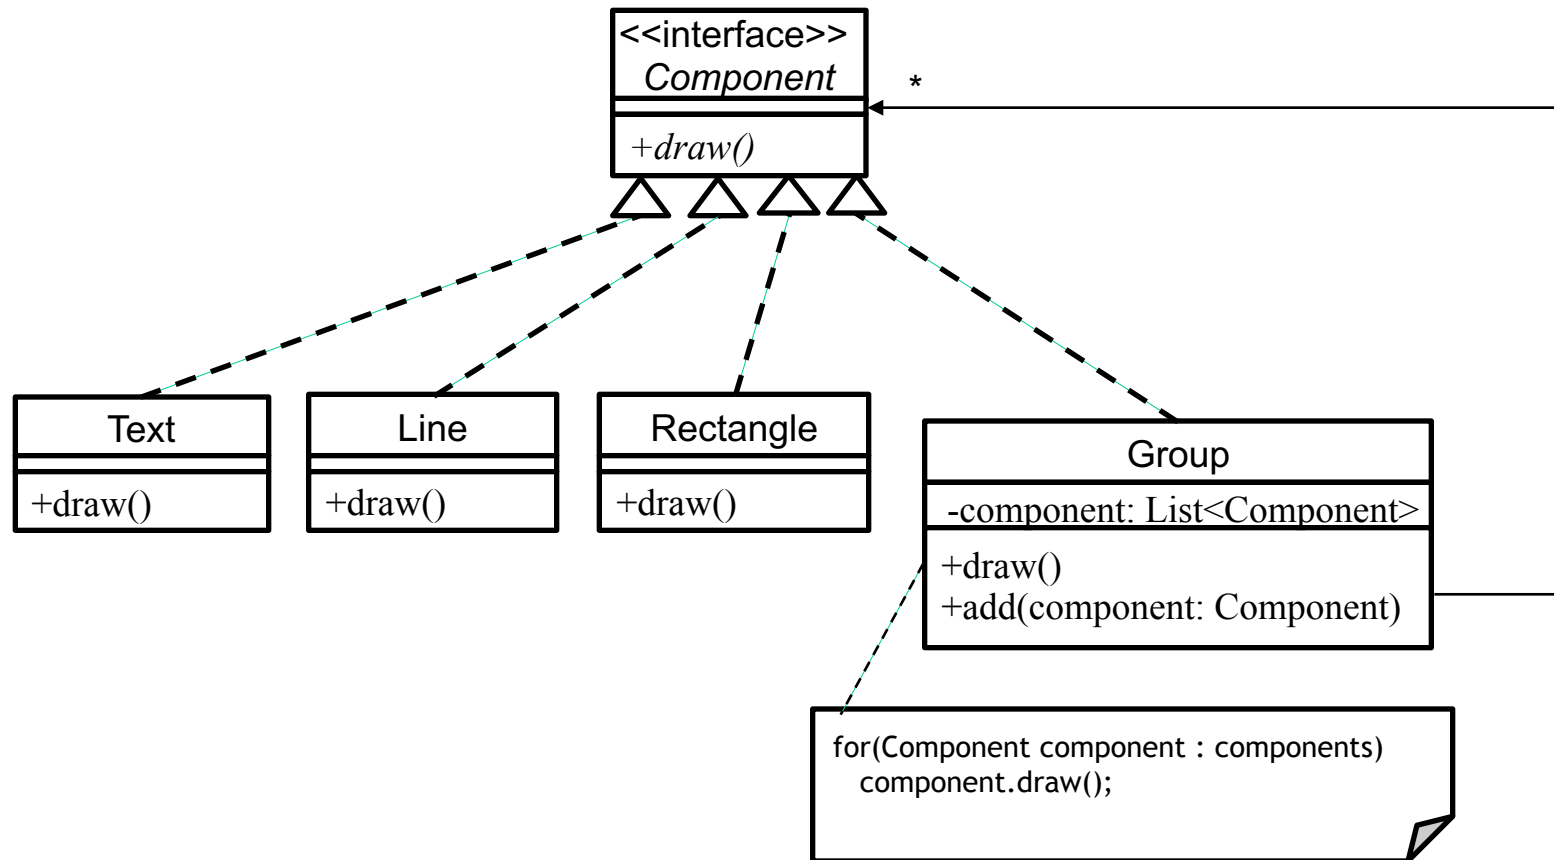 <<interface>>
Component
*
+draw()
Text
Line
Rectangle
Group
+draw()
+draw()
+draw()
-component: List<Component>
+draw()
+add(component: Component)
for(Component component : components)
component.draw();